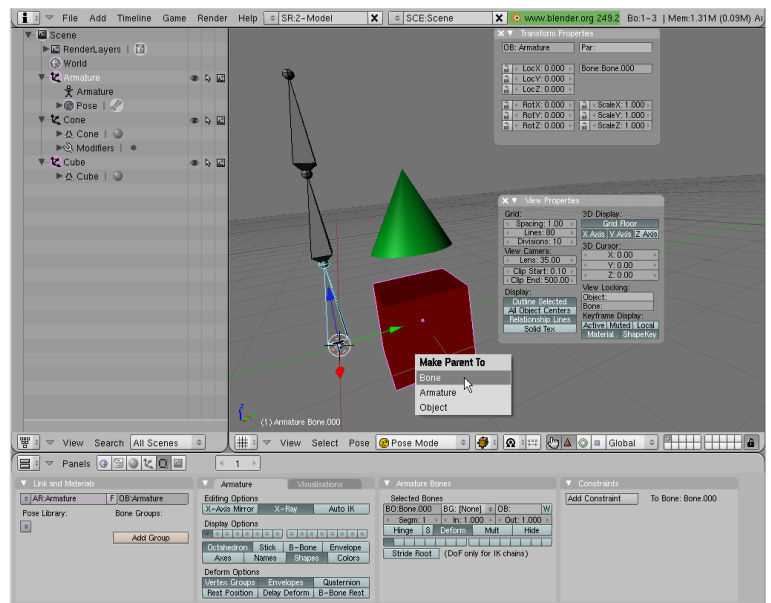 File Add Timeline Game Render Help SR:2-Model X SCE:Scene X www.blender.org 249.2 Bo:1-3 | Mem:1.31M (0.09M)
Scene
RenderLayers |
World
Armature
Armature
Pose |
Cone
Cone |
Modifiers |
Cube
Cube |
Transform Properties
OB: Armature Par:
LocX: 0.000 Bone:Bone.000
LocY: 0.000
LocZ: 0.000
RotX: 0.000 ScaleX: 1.000
RotY: 0.000 ScaleY: 1.000
RotZ: 0.000 ScaleZ: 1.000
View Properties
Grid: 3D Display:
Spacing: 1.00 Grid Floor
Lines: 80 X Axis Y Axis Z Axis
Divisions: 10 3D Cursor:
View Camera: X: 0.00
Lens: 35.00 Y: 0.00
Clip Start: 0.10 Z: 0.00
Clip End: 500.00 View Locking:
Display: Object:
Outline Selected Bone:
All Object Centers Keyframe Display:
Relationship Lines Active Muted Local
Solid Tex Material ShapeKey
Make Parent To
Bone
Armature
Object
z
(1) Armature Bone.000
View Search All Scenes View Select Pose Pose Mode Global
Panels 1
Link and Materials
AR:Armature F OB:Armature
Pose Library: Bone Groups:
Add Group
Armature Visualisations
Editing Options
X-Axis Mirror X-Ray Auto IK
Display Options
Octahedron Stick B-Bone Envelope
Axes Names Shapes Colors
Deform Options
Vertex Groups Envelopes Quaternion
Rest Position Delay Deform B-Bone Rest
Armature Bones
Selected Bones
BO:Bone.000 BG: [None] OB: W
Segm: 1 In: 1.000 Out: 1.000
Hinge S Deform Mult Hide
Stride Root (DoF only for IK chains)
Constraints
Add Constraint To Bone: Bone.000